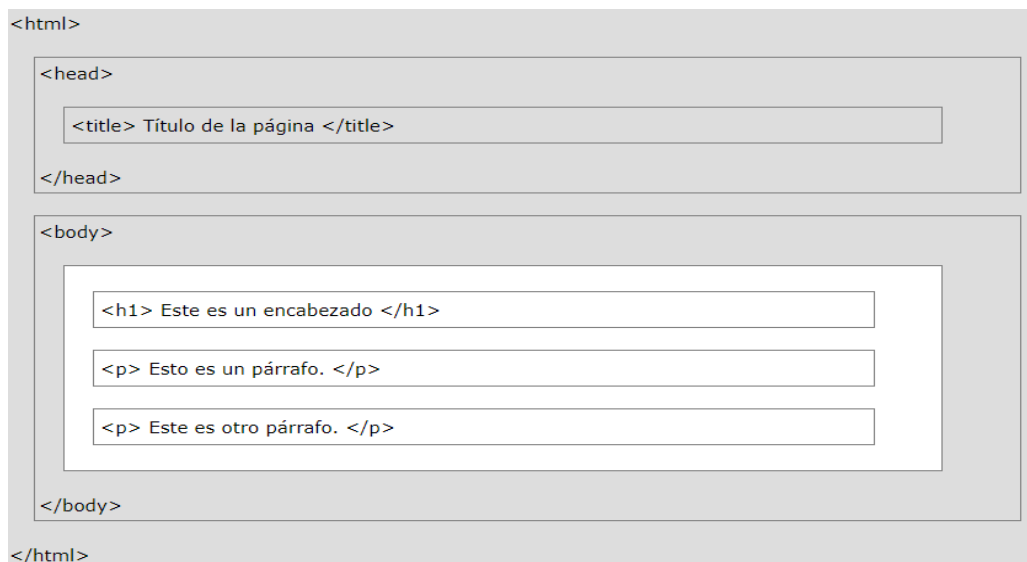 <html>
<head>
<title> Título de la página </title>
</head>
<body>
<h1> Este es un encabezado </h1>
<p> Esto es un párrafo. </p>
<p> Este es otro párrafo. </p>
</body>
</html>